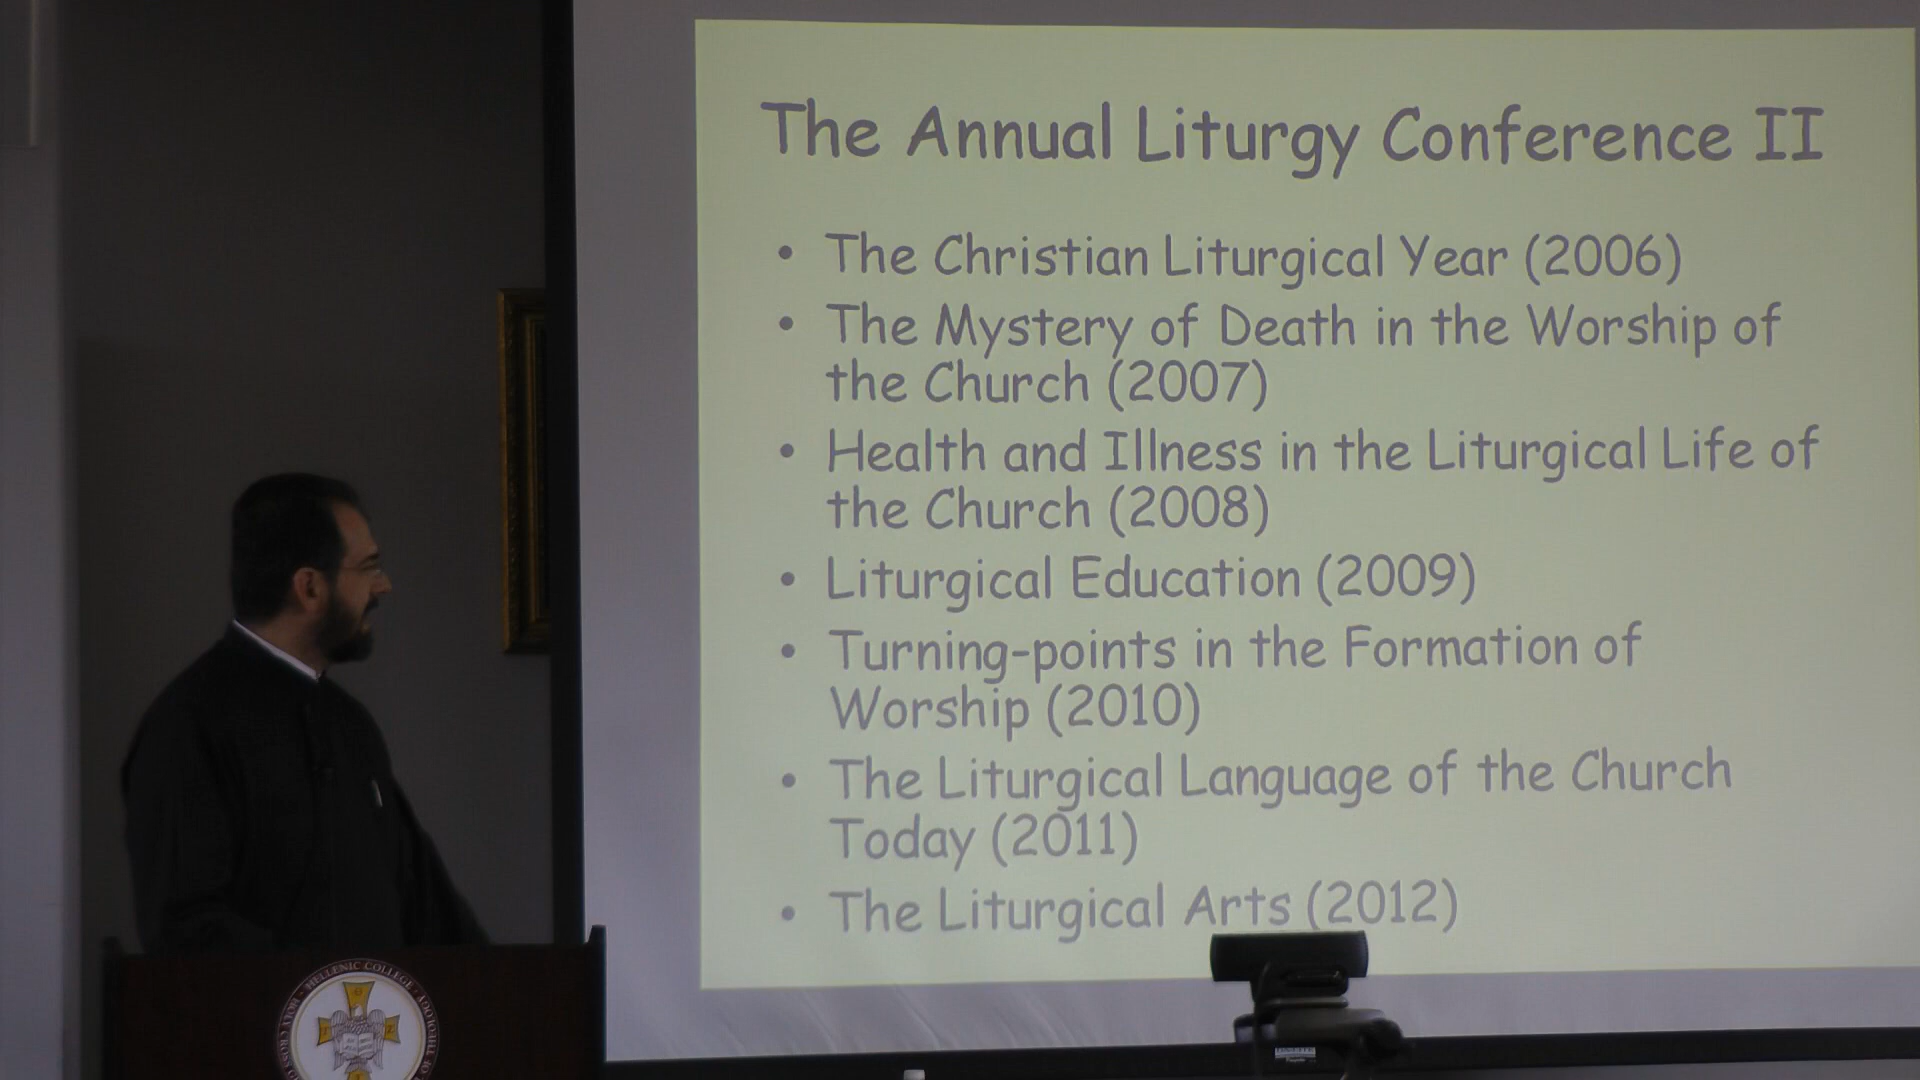 The Annual Liturgy Conference II
• The Christian Liturgical Year (2006)
• The Mystery of Death in the Worship of
the Church (2007)
• Health and Illness in the Liturgical Life of
the Church (2008)
• Liturgical Education (2009)
• Turning-points in the Formation of
Worship (2010)
• The Liturgical Language of the Church
Today (2011)
• The Liturgical Arts (2012)
HELLENIC COLLEGE